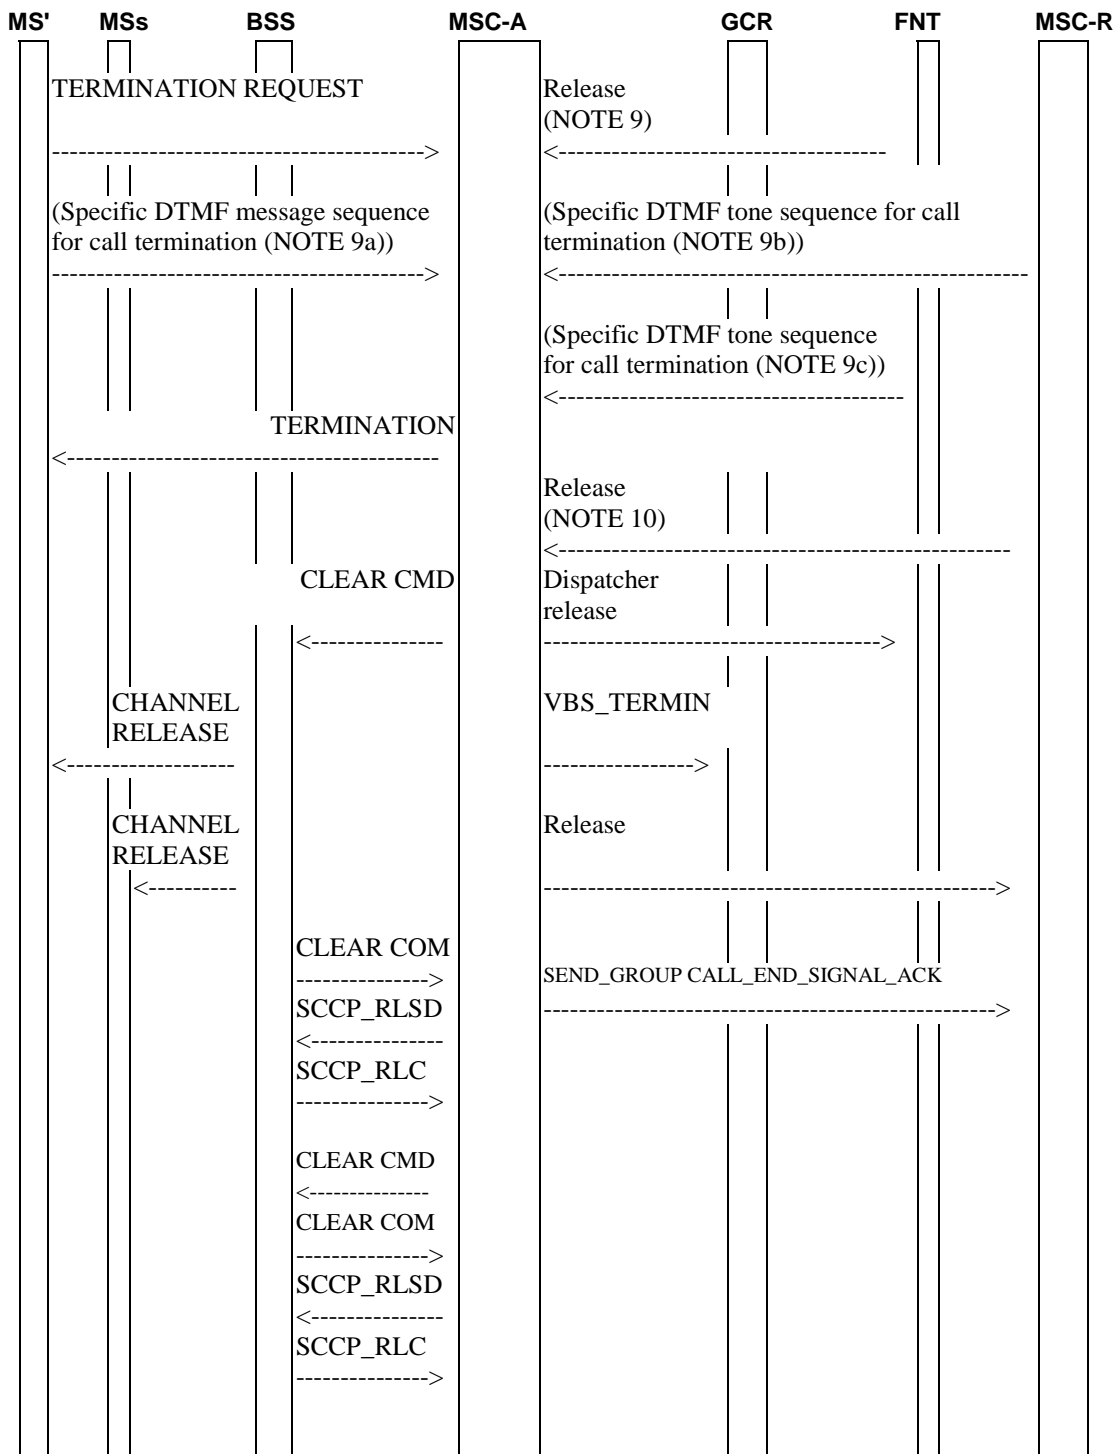 MS' MSs BSS MSC-A GCR FNT MSC-R
TERMINATION REQUEST
Release
(NOTE 9)
(Specific DTMF message sequence
for call termination (NOTE 9a))
(Specific DTMF tone sequence for call
termination (NOTE 9b))
(Specific DTMF tone sequence
for call termination (NOTE 9c))
TERMINATION
Release
(NOTE 10)
CLEAR CMD
Dispatcher
release
CHANNEL
RELEASE
VBS_TERMIN
CHANNEL
RELEASE
Release
CLEAR COM
SEND_GROUP CALL_END_SIGNAL_ACK
SCCP_RLSD
SCCP_RLC
CLEAR CMD
CLEAR COM
SCCP_RLSD
SCCP_RLC